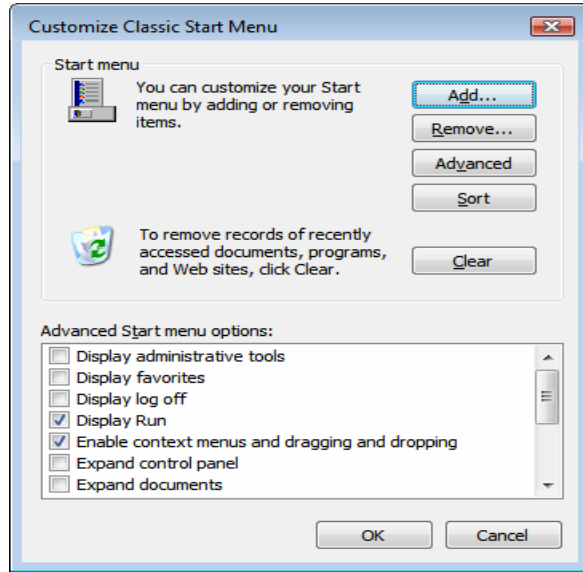 Customize Classic Start Menu
Start menu
You can customize your Start
menu by adding or removing
items.
Add...
Remove...
Advanced
Sort
To remove records of recently
accessed documents, programs,
and Web sites, click Clear.
Clear
Advanced Start menu options:
Display administrative tools
Display favorites
Display log off
Display Run
Enable context menus and dragging and dropping
Expand control panel
Expand documents
OK
Cancel